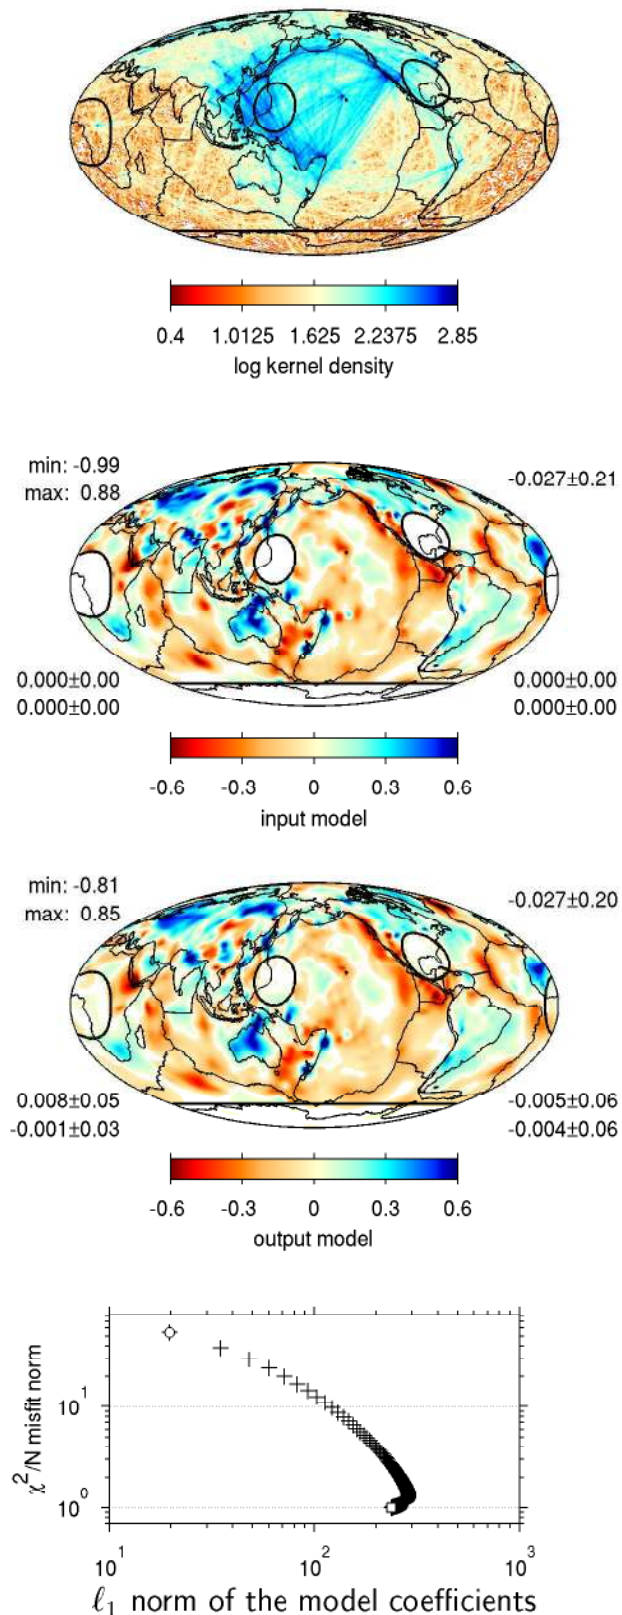 0.4 1.0125 1.625 2.2375 2.85
log kernel density
min: -0.99
max: 0.88
-0.027±0.21
0.000±0.00
0.000±0.00
0.000±0.00
0.000±0.00
-0.6 -0.3 0 0.3 0.6
input model
min: -0.81
max: 0.85
-0.027±0.20
0.008±0.05
-0.001±0.03
-0.005±0.06
-0.004±0.06
-0.6 -0.3 0 0.3 0.6
output model
χ²/N misfit norm
10¹
10⁰
10¹ 10² 10³
ℓ₁ norm of the model coefficients